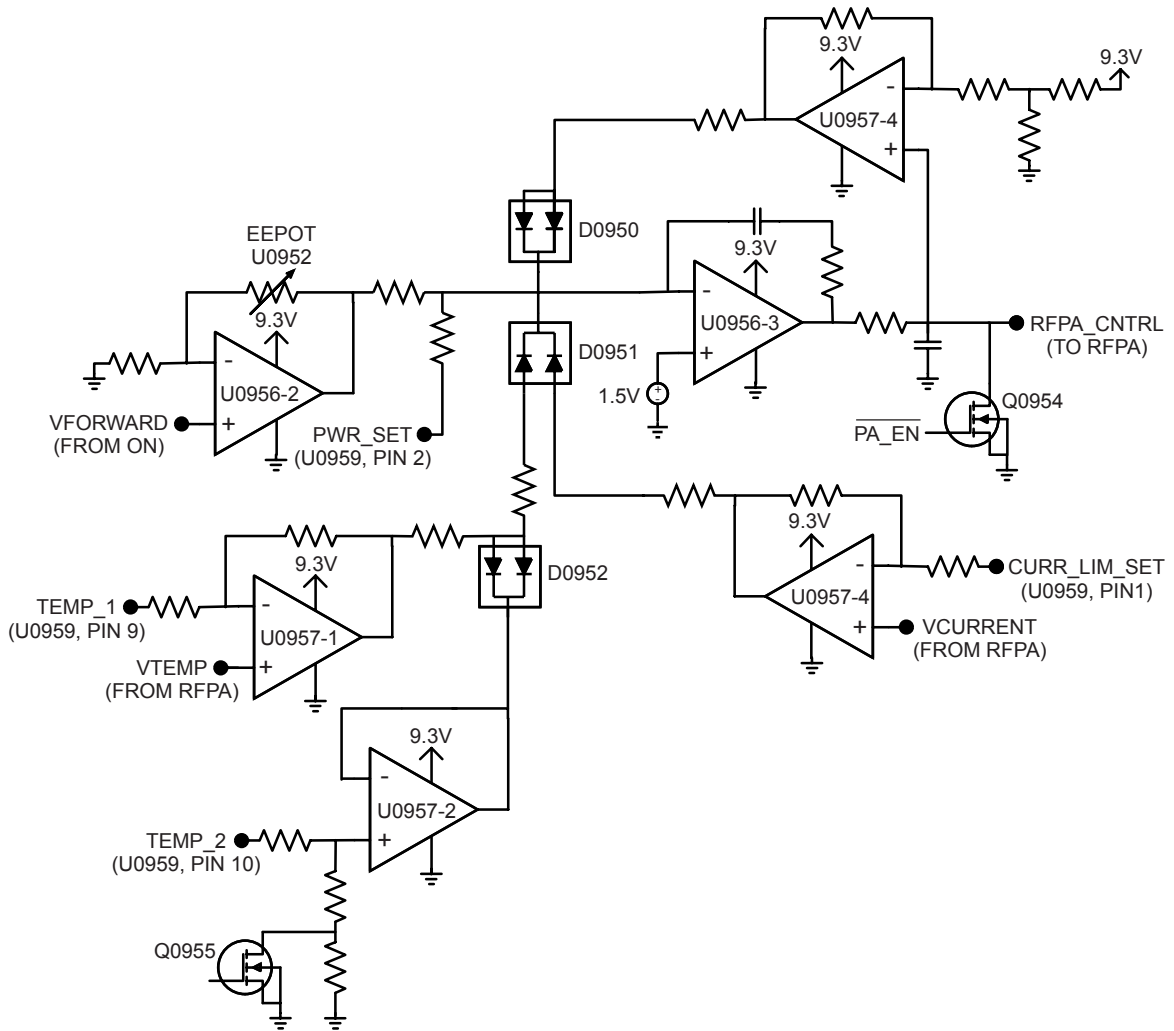 9.3V
9.3V
-
U0957-4
+
D0950
EEPOT
U0952
9.3V
9.3V
-
U0956-3
+
RFPA_CNTRL
(TO RFPA)
D0951
-
U0956-2
+
1.5V
+
-
VFORWARD
(FROM ON)
PWR_SET
(U0959, PIN 2)
Q0954
PA_EN
9.3V
9.3V
-
CURR_LIM_SET
(U0959, PIN1)
D0952
TEMP_1
(U0959, PIN 9)
-
U0957-1
+
U0957-4
+
VCURRENT
(FROM RFPA)
VTEMP
(FROM RFPA)
9.3V
-
U0957-2
+
TEMP_2
(U0959, PIN 10)
Q0955